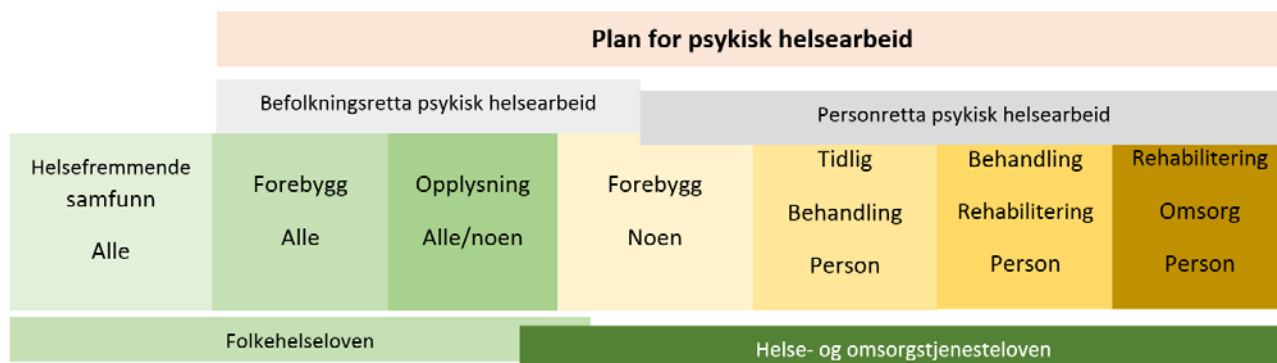 Plan for psykisk helsearbeid
Befolkningsretta psykisk helsearbeid
Personretta psykisk helsearbeid
Helsefremmende
samfunn
Alle
Forebygg
Alle
Opplysning
Alle/noen
Forebygg
Noen
Tidlig
Behandling
Person
Behandling
Rehabilitering
Person
Rehabilitering
Omsorg
Person
Folkehelseloven
Helse- og omsorgstjenesteloven